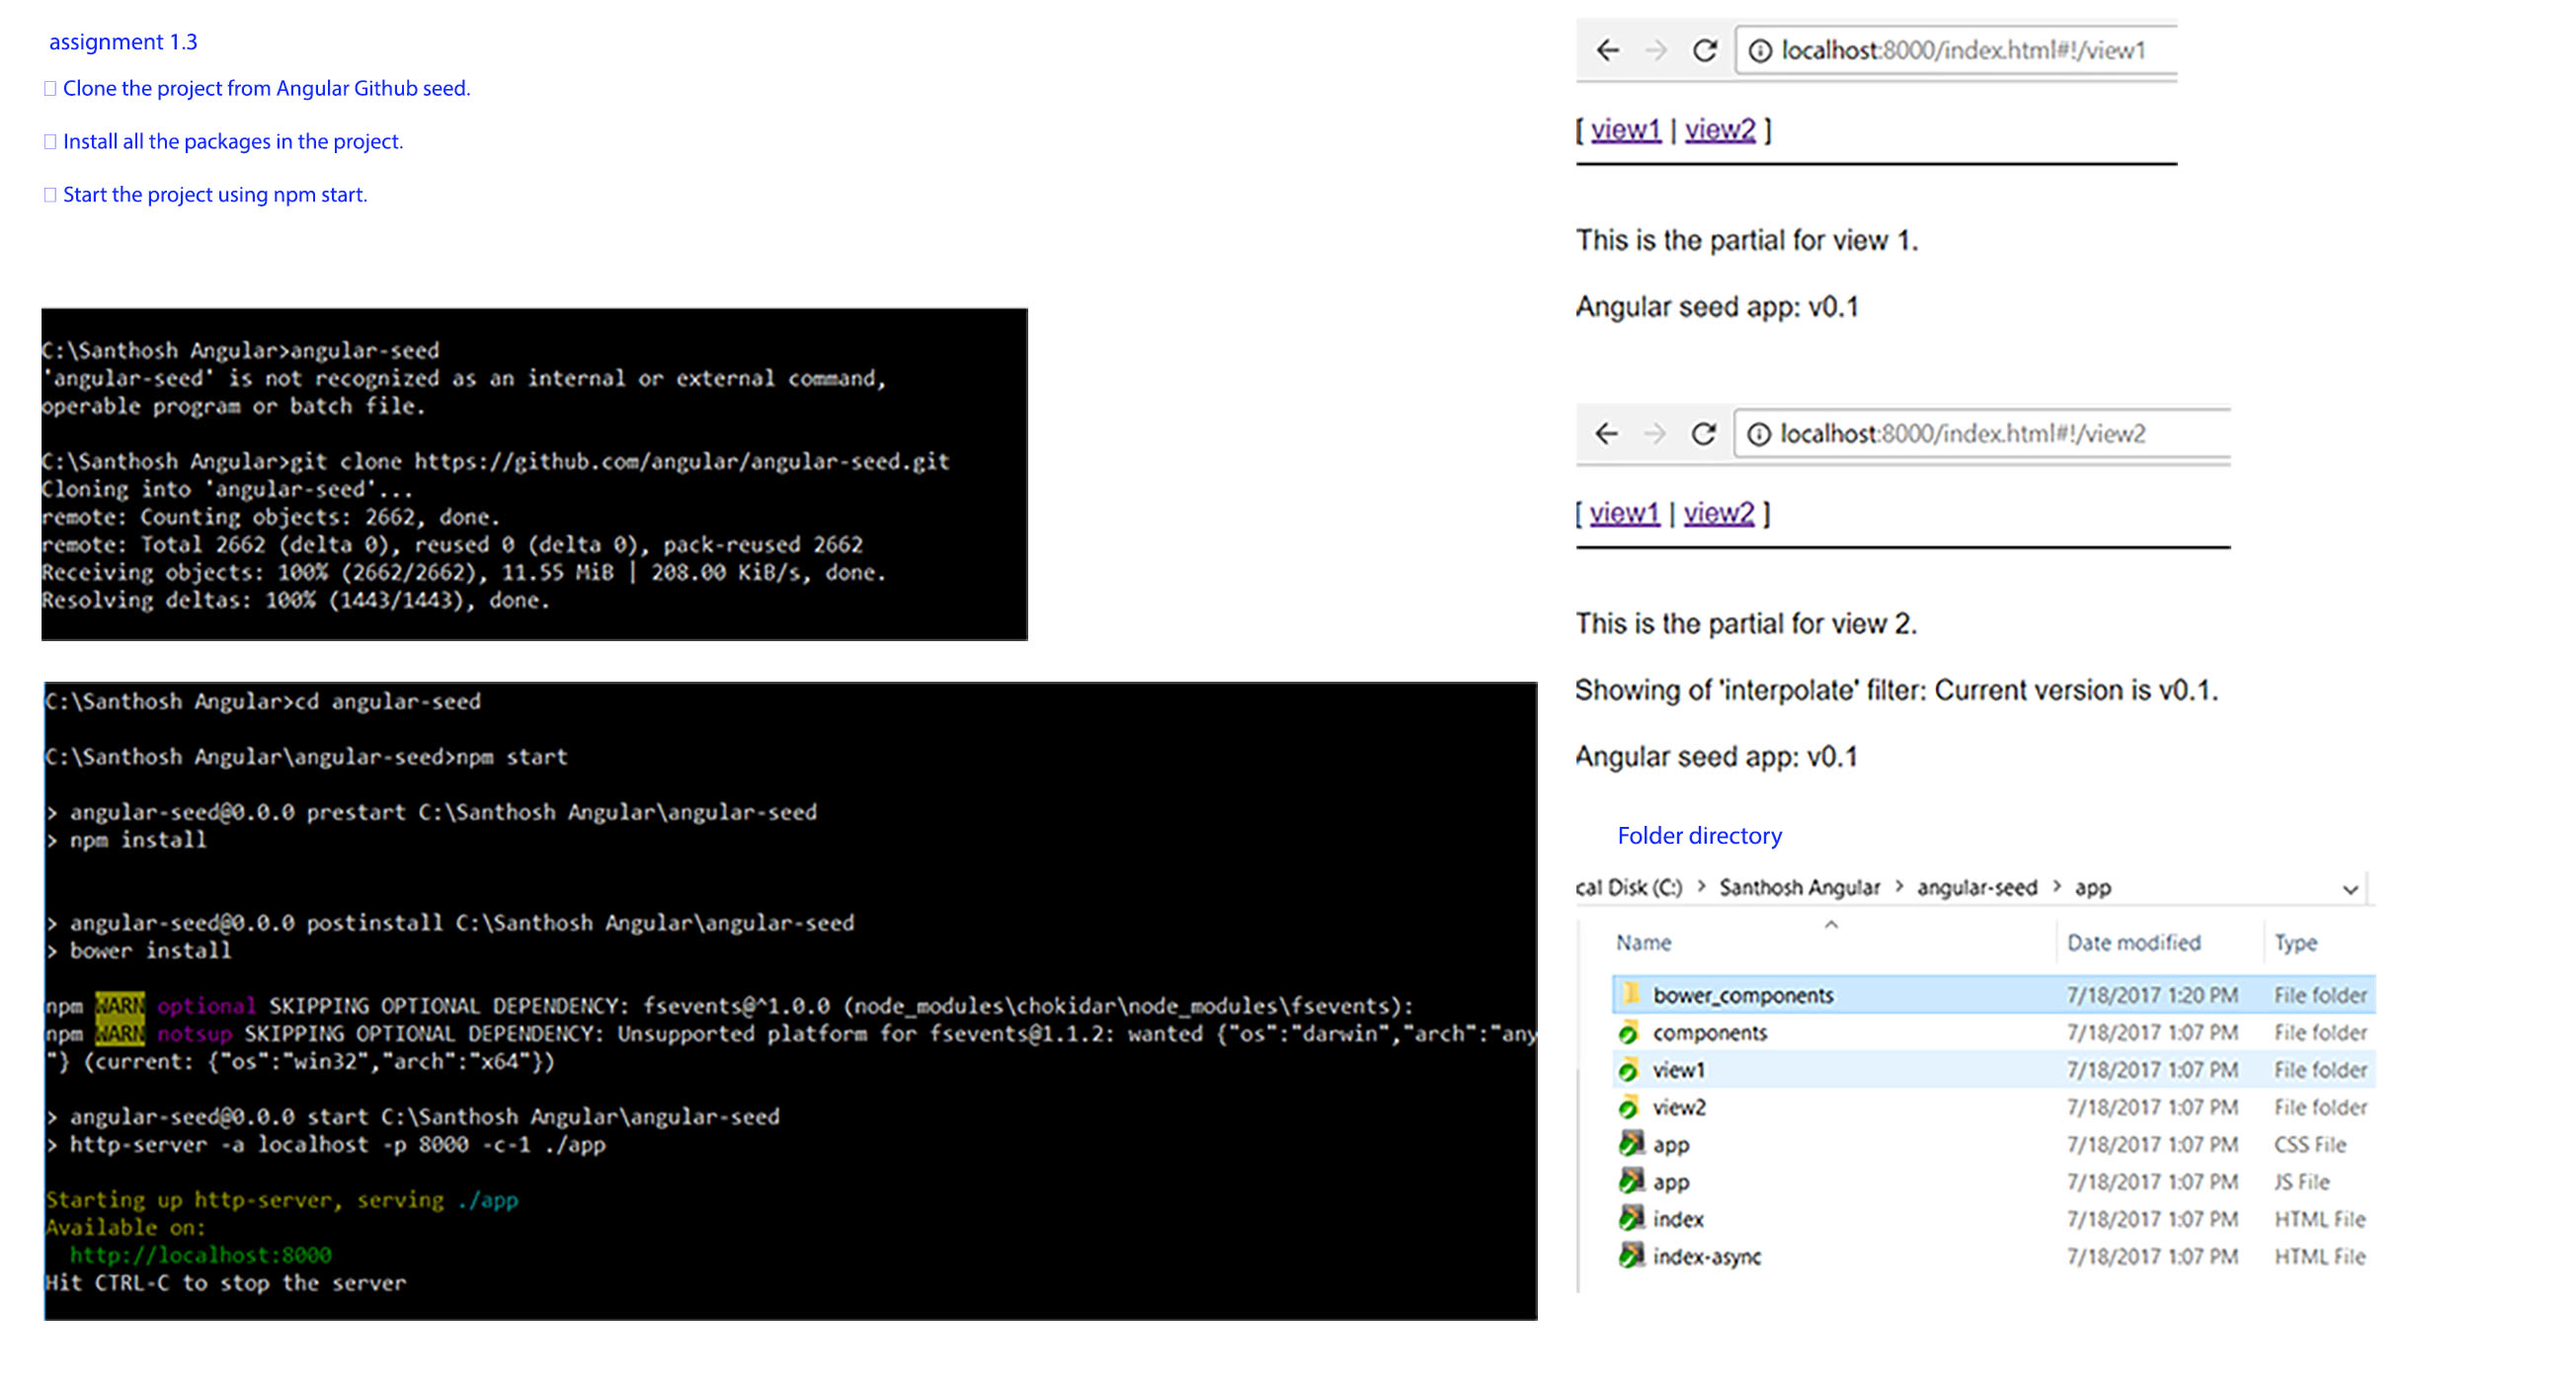 assignment 1.3
Clone the project from Angular Github seed.
Install all the packages in the project.
Start the project using npm start.
C:\Santhosh Angular>angular-seed
'angular-seed' is not recognized as an internal or external command,
operable program or batch file.
C:\Santhosh Angular>git clone https://github.com/angular/angular-seed.git
Cloning into 'angular-seed'...
remote: Counting objects: 2662, done.
remote: Total 2662 (delta 0), reused 0 (delta 0), pack-reused 2662
Receiving objects: 100% (2662/2662), 11.55 MiB | 208.00 KiB/s, done.
Resolving deltas: 100% (1443/1443), done.
C:\Santhosh Angular>cd angular-seed
C:\Santhosh Angular\angular-seed>npm start
> angular-seed@0.0.0 prestart C:\Santhosh Angular\angular-seed
> npm install
> angular-seed@0.0.0 postinstall C:\Santhosh Angular\angular-seed
> bower install
npm WARN optional SKIPPING OPTIONAL DEPENDENCY: fsevents@^1.0.0 (node_modules\chokidar\node_modules\fsevents):
npm WARN notsup SKIPPING OPTIONAL DEPENDENCY: Unsupported platform for fsevents@1.1.2: wanted {"os":"darwin","arch":"any
"} (current: {"os":"win32","arch":"x64"})
> angular-seed@0.0.0 start C:\Santhosh Angular\angular-seed
> http-server -a localhost -p 8000 -c-1 ./app
Starting up http-server, serving ./app
Available on:
http://localhost:8000
Hit CTRL-C to stop the server
localhost:8000/index.html#!/view1
[ view1 | view2 ]
This is the partial for view 1.
Angular seed app: v0.1
localhost:8000/index.html#!/view2
[ view1 | view2 ]
This is the partial for view 2.
Showing of 'interpolate' filter: Current version is v0.1.
Angular seed app: v0.1
Folder directory
cal Disk (C:) > Santhosh Angular > angular-seed > app
Name Date modified Type
bower_components 7/18/2017 1:20 PM File folder
components 7/18/2017 1:07 PM File folder
view1 7/18/2017 1:07 PM File folder
view2 7/18/2017 1:07 PM File folder
app 7/18/2017 1:07 PM CSS File
app 7/18/2017 1:07 PM JS File
index 7/18/2017 1:07 PM HTML File
index-async 7/18/2017 1:07 PM HTML File